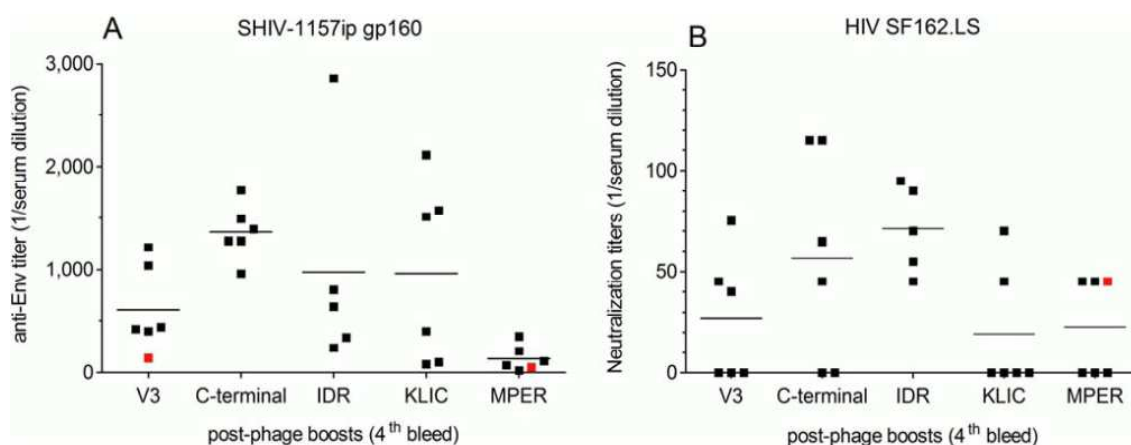 A
SHIV-1157ip gp160
anti-Env titer (1/serum dilution)
3,000
2,000
1,000
0
V3 C-terminal IDR KLIC MPER
post-phage boosts (4th bleed)
B
HIV SF162.LS
Neutralization titers (1/serum dilution)
150
100
50
0
V3 C-terminal IDR KLIC MPER
post-phage boosts (4th bleed)